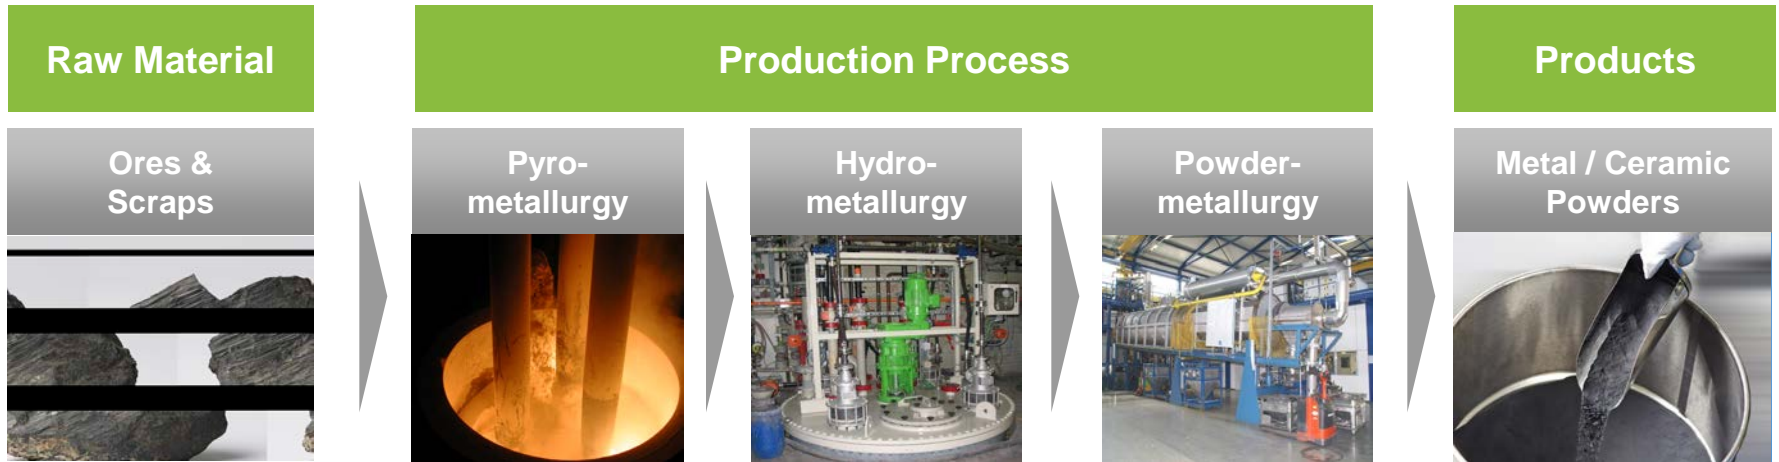 Raw Material
Production Process
Products
Ores &
Scraps
Pyro-
metallurgy
Hydro-
metallurgy
Powder-
metallurgy
Metal / Ceramic
Powders